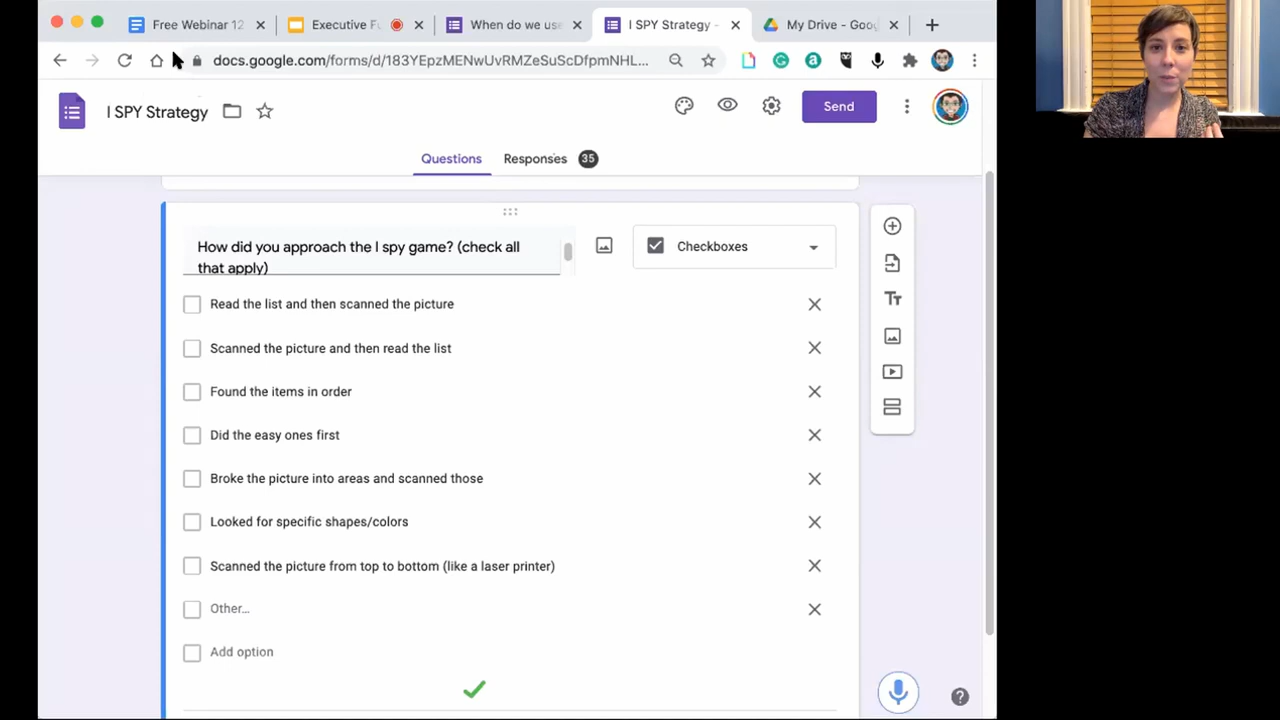 Free Webinar 12
Executive Fu
When do we use
I SPY Strategy -
My Drive - Goog
docs.google.com/forms/d/183YEpzMENwUvRMZeSuScDfpmNHL...
I SPY Strategy
Send
Questions
Responses 35
How did you approach the I spy game? (check all
that apply)
Checkboxes
Read the list and then scanned the picture
Scanned the picture and then read the list
Found the items in order
Did the easy ones first
Broke the picture into areas and scanned those
Looked for specific shapes/colors
Scanned the picture from top to bottom (like a laser printer)
Other...
Add option